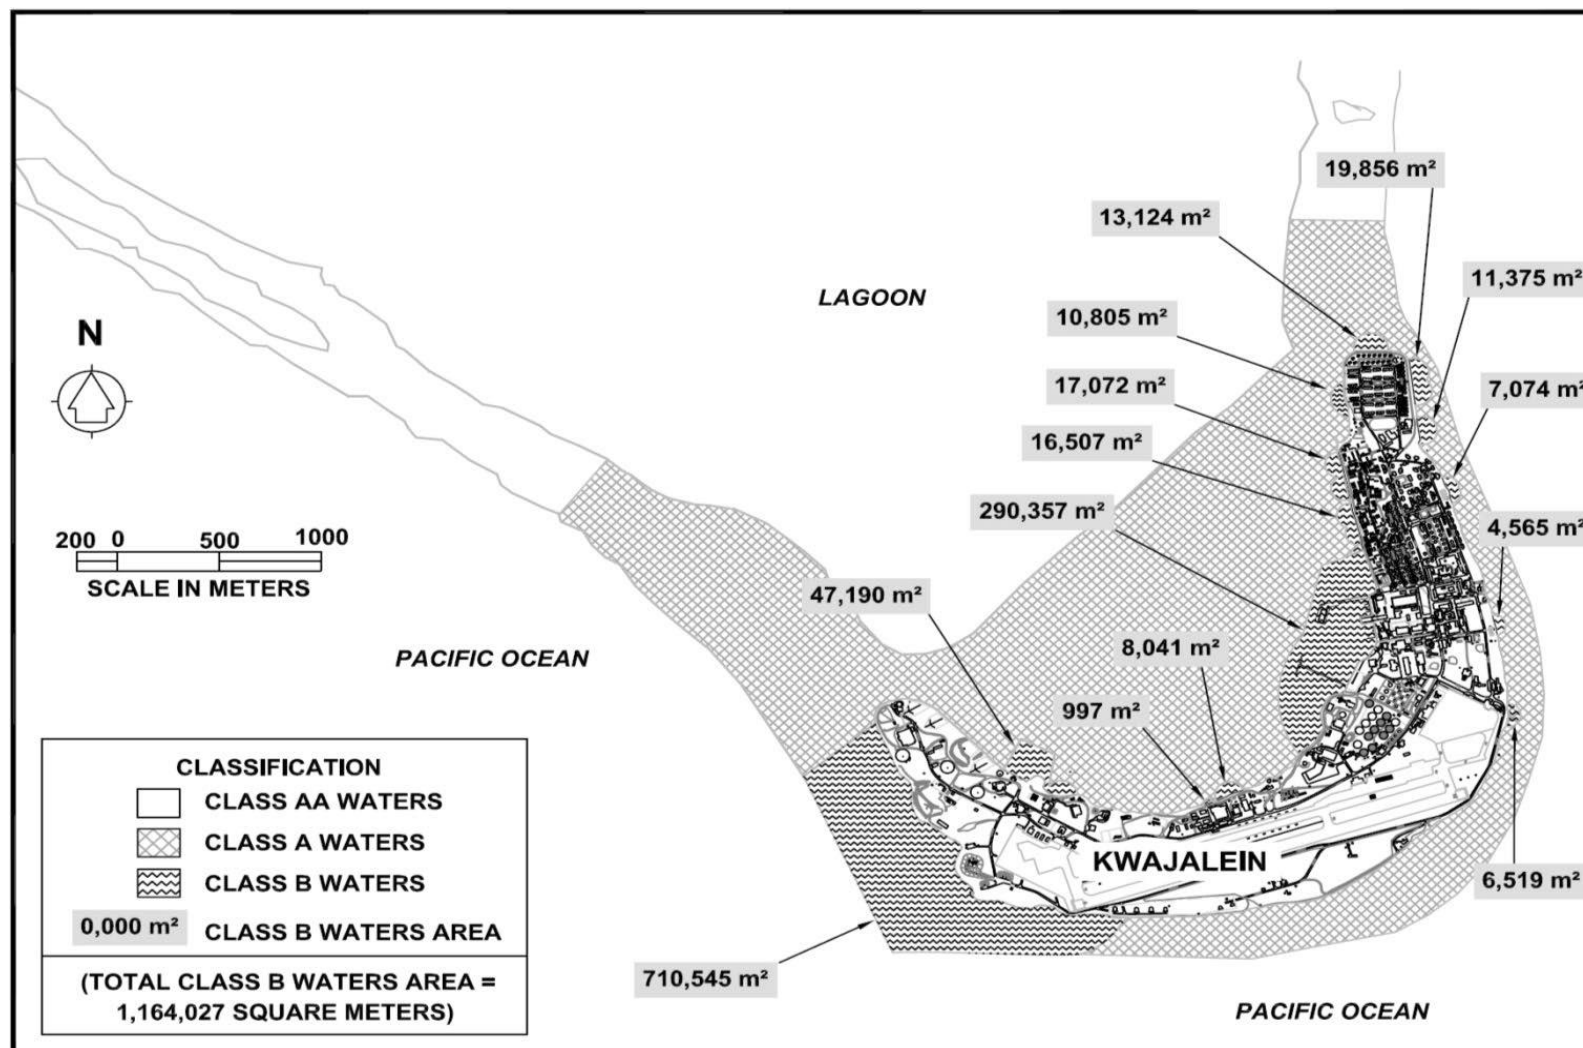 19,856 m²
13,124 m²
11,375 m²
LAGOON
10,805 m²
N
17,072 m²
7,074 m²
16,507 m²
290,357 m²
4,565 m²
200 0 500 1000
SCALE IN METERS
47,190 m²
8,041 m²
PACIFIC OCEAN
997 m²
CLASSIFICATION
CLASS AA WATERS
CLASS A WATERS
CLASS B WATERS
0,000 m² CLASS B WATERS AREA
(TOTAL CLASS B WATERS AREA =
1,164,027 SQUARE METERS)
KWAJALEIN
6,519 m²
710,545 m²
PACIFIC OCEAN